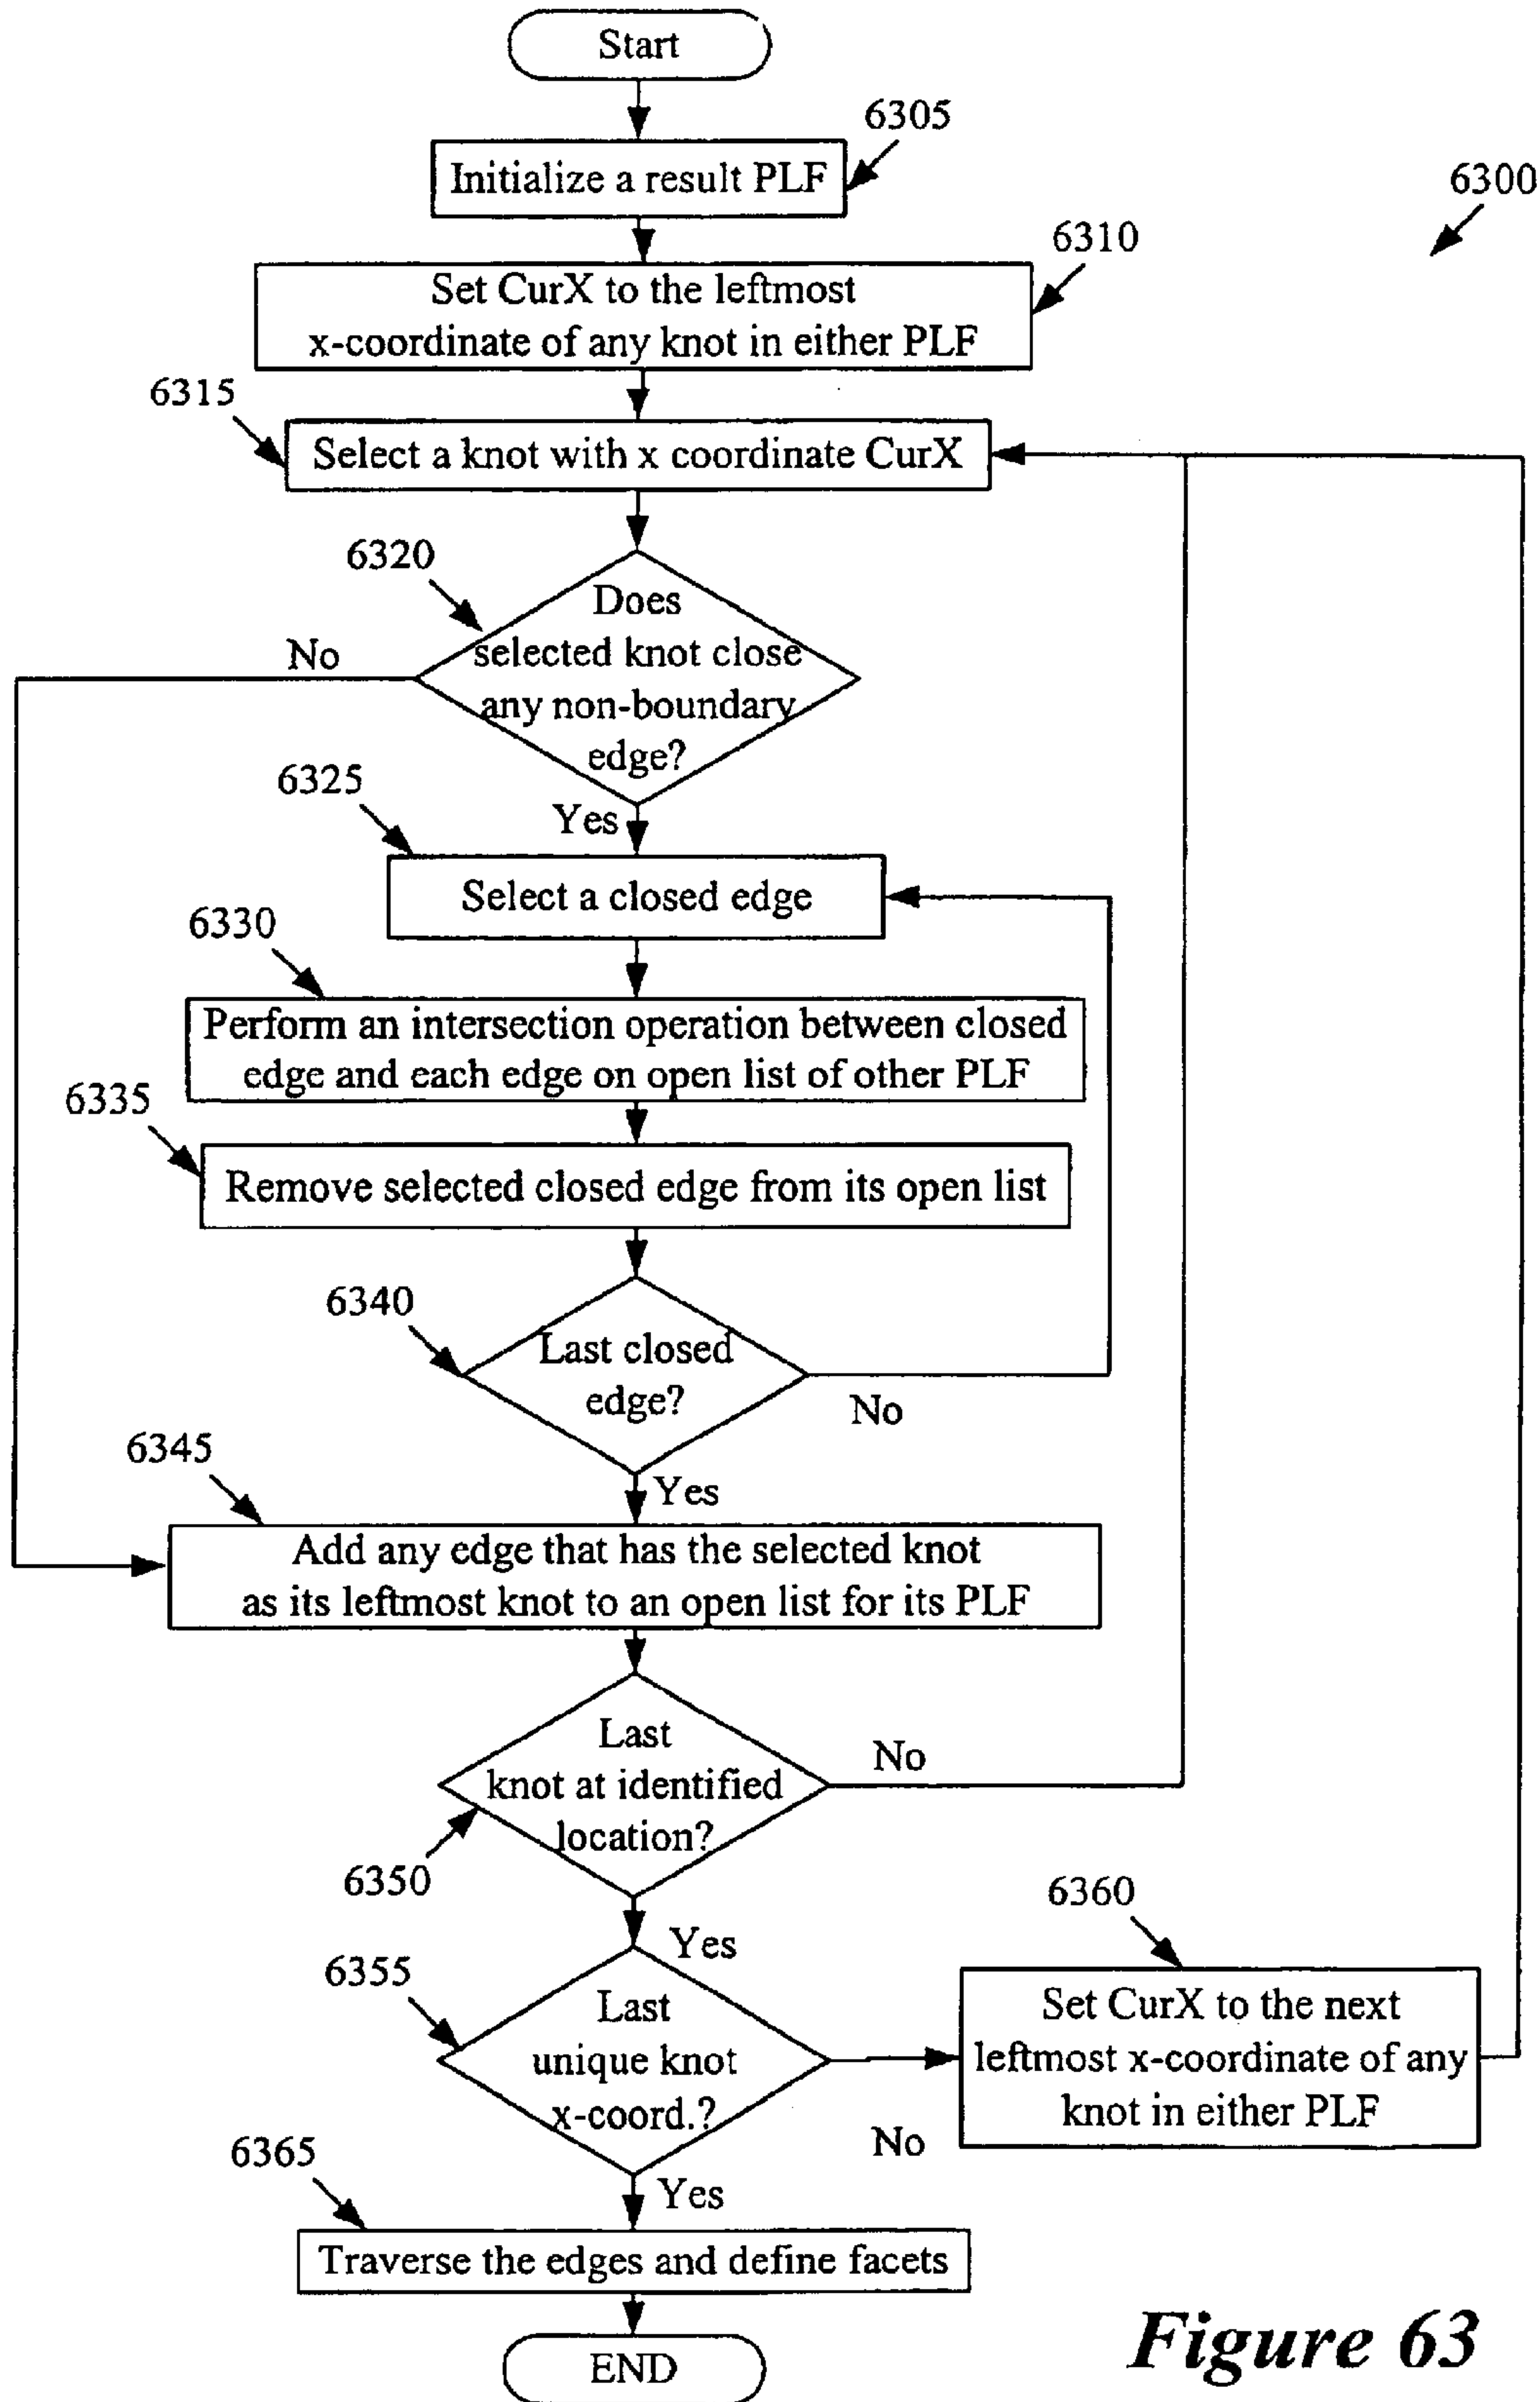 Start
6305
Initialize a result PLF
6300
6310
Set CurX to the leftmost
x-coordinate of any knot in either PLF
6315
Select a knot with x coordinate CurX
6320
Does
selected knot close
any non-boundary
edge?
No
6325
Yes
Select a closed edge
6330
Perform an intersection operation between closed
edge and each edge on open list of other PLF
6335
Remove selected closed edge from its open list
6340
Last closed
edge?
No
6345
Yes
Add any edge that has the selected knot
as its leftmost knot to an open list for its PLF
Last
knot at identified
location?
No
6350
6360
Yes
6355
Last
unique knot
x-coord.?
Set CurX to the next
leftmost x-coordinate of any
knot in either PLF
No
6365
Yes
Traverse the edges and define facets
END
Figure 63